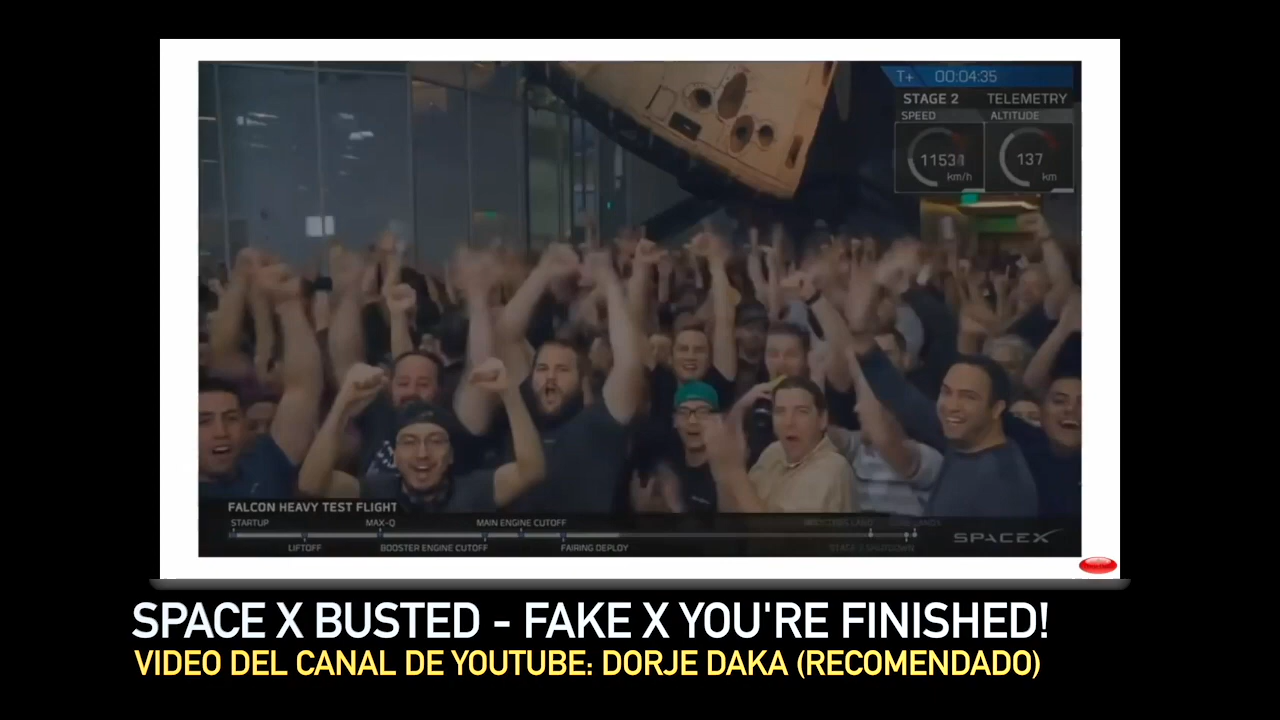 T+ 00:04:35
STAGE 2 TELEMETRY
SPEED ALTITUDE
137
km/h km
FALCON HEAVY TEST FLIGHT
STARTUP MAX-Q MAIN ENGINE CUTOFF
LIFTOFF BOOSTER ENGINE CUTOFF FAIRING DEPLOY
SPACEX
SPACE X BUSTED - FAKE X YOU'RE FINISHED!
VIDEO DEL CANAL DE YOUTUBE: DORJE DAKA (RECOMENDADO)